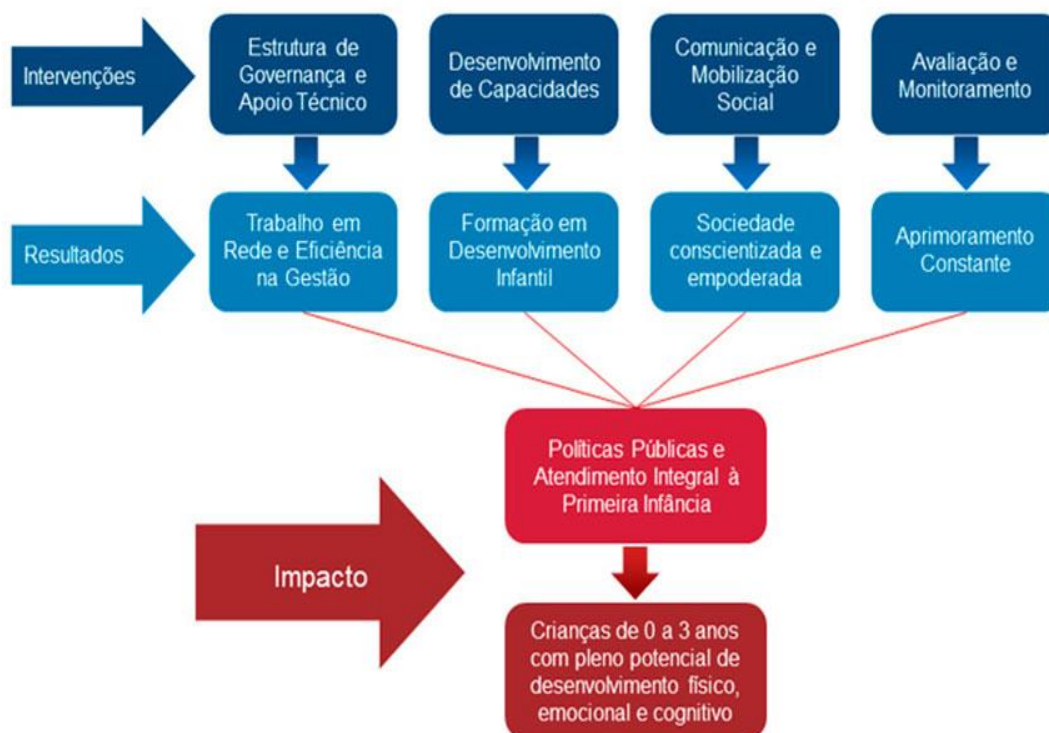 Intervenções
Estrutura de
Governança e
Apoio Técnico
Desenvolvimento
de Capacidades
Comunicação e
Mobilização
Social
Avaliação e
Monitoramento
Resultados
Trabalho em
Rede e Eficiência
na Gestão
Formação em
Desenvolvimento
Infantil
Sociedade
conscientizada e
empoderada
Aprimoramento
Constante
Políticas Públicas e
Atendimento Integral à
Primeira Infância
Impacto
Crianças de 0 a 3 anos
com pleno potencial de
desenvolvimento físico,
emocional e cognitivo